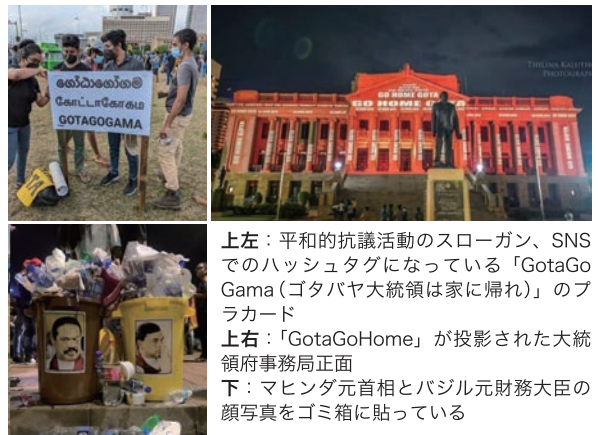 ගෝඨාගෝගම
கோட்டாகோகம
GOTAGOGAMA
THILINA KALUTHO
PHOTOGRAPH
GO HOME GOTA
GO HOME GOTA
上左：平和的抗議活動のスローガン、SNS
でのハッシュタグになっている「GotaGo
Gama（ゴタバヤ大統領は家に帰れ）」のプ
ラカード
上右：「GotaGoHome」が投影された大統
領府事務局正面
下：マヒンダ元首相とバジル元財務大臣の
顔写真をゴミ箱に貼っている